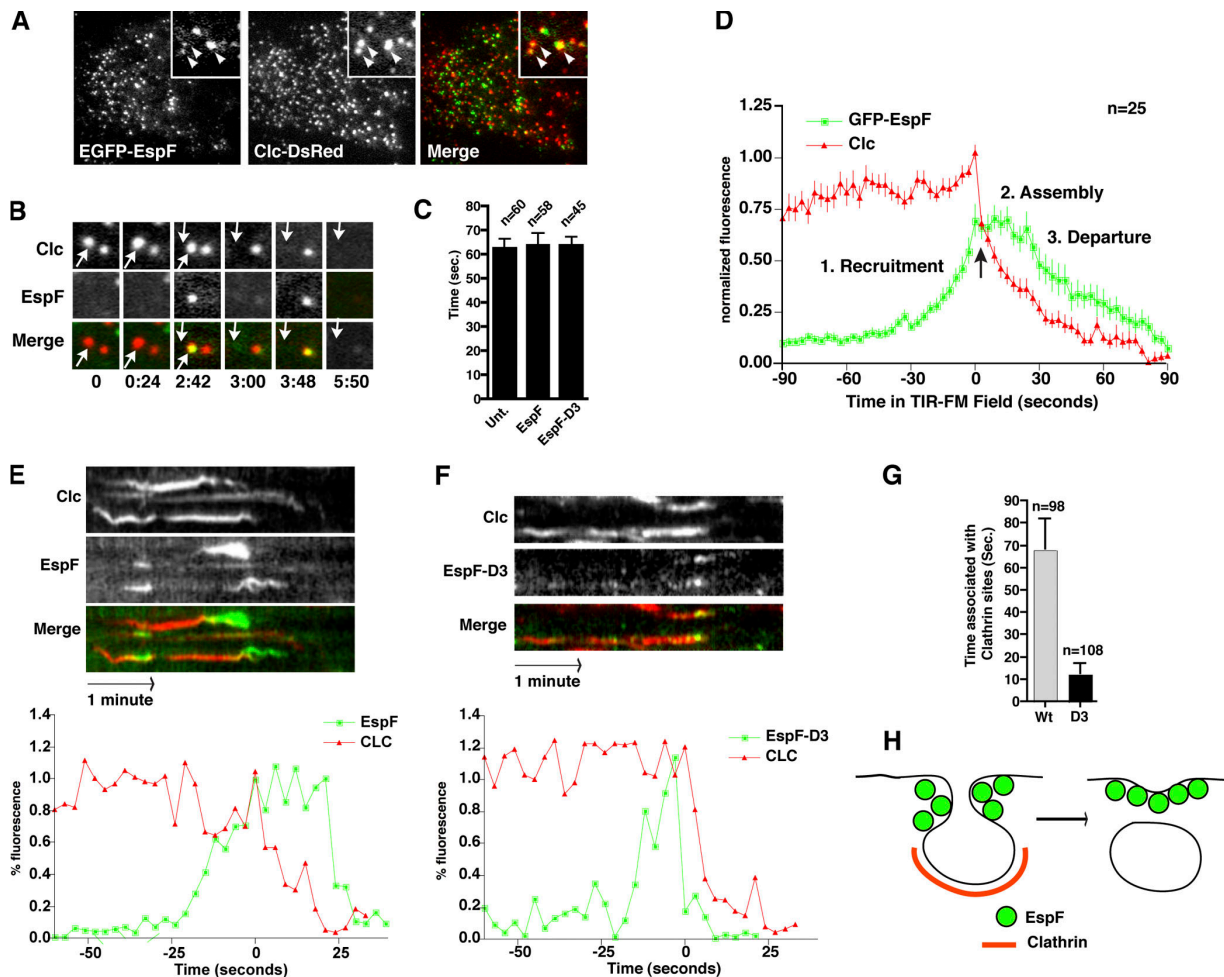 A
EGFP-EspF
Clc-DsRed
Merge
B
Clc
EspF
Merge
0
0:24
2:42
3:00
3:48
5:50
C
80
70
60
50
40
30
20
10
0
Time (sec.)
n=60
n=58
n=45
Unt.
EspF
EspF-D3
D
n=25
GFP-EspF
Clc
1.25
1.00
0.75
0.50
0.25
0.00
normalized fluorescence
1. Recruitment
2. Assembly
3. Departure
-90
-60
-30
0
30
60
90
Time in TIR-FM Field (seconds)
E
Clc
EspF
Merge
1 minute
EspF
CLC
1.4
1.2
1.0
0.8
0.6
0.4
0.2
0.0
% fluorescence
-50
-25
0
25
Time (seconds)
F
Clc
EspF-D3
Merge
1 minute
EspF-D3
CLC
1.4
1.2
1.0
0.8
0.6
0.4
0.2
0.0
% fluorescence
-50
-25
0
25
Time (seconds)
G
90
80
70
60
50
40
30
20
10
0
Time associated with
Clathrin sites (Sec.)
n=98
n=108
Wt
D3
H
EspF
Clathrin